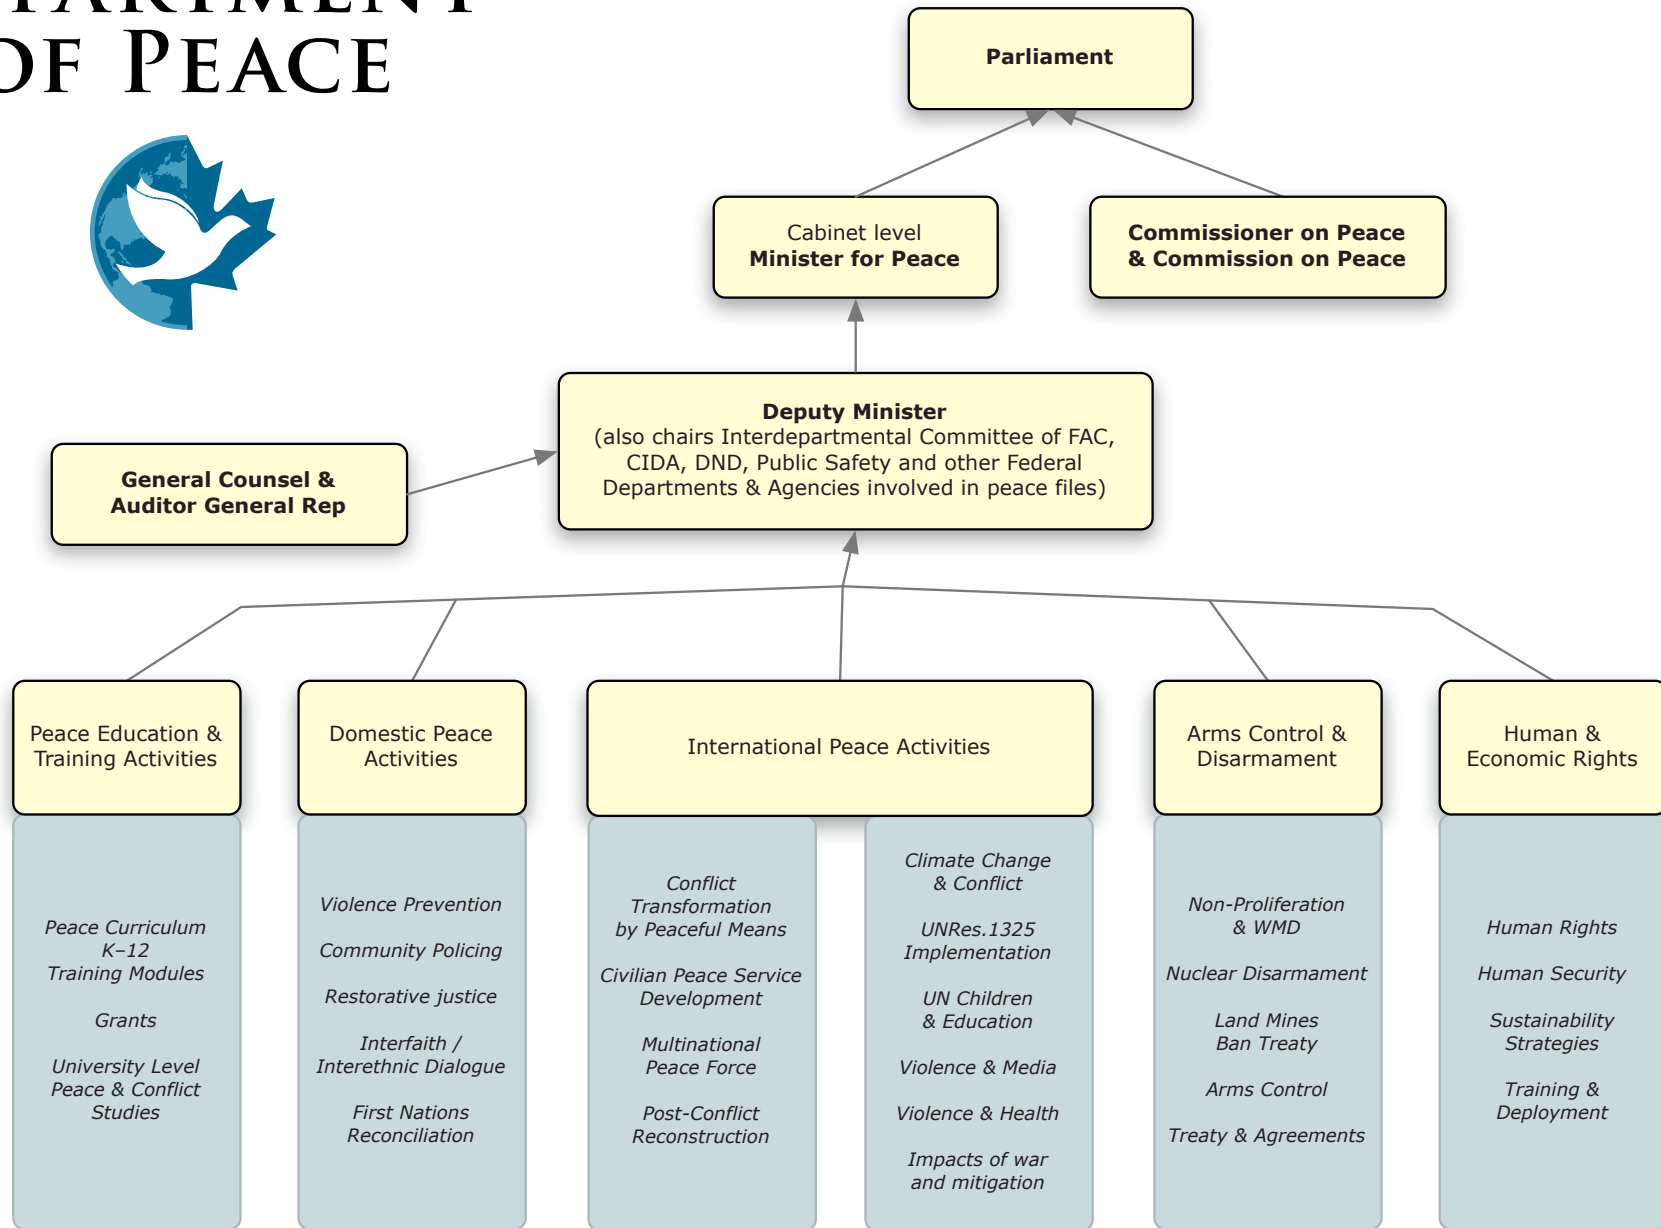 OF PEACE
Parliament
Cabinet level
Minister for Peace
Commissioner on Peace
& Commission on Peace
Deputy Minister
(also chairs Interdepartmental Committee of FAC,
CIDA, DND, Public Safety and other Federal
Departments & Agencies involved in peace files)
General Counsel &
Auditor General Rep
Peace Education &
Training Activities
Domestic Peace
Activities
International Peace Activities
Arms Control &
Disarmament
Human &
Economic Rights
Peace Curriculum
K–12
Training Modules
Grants
University Level
Peace & Conflict
Studies
Violence Prevention
Community Policing
Restorative justice
Interfaith /
Interethnic Dialogue
First Nations
Reconciliation
Conflict
Transformation
by Peaceful Means
Civilian Peace Service
Development
Multinational
Peace Force
Post-Conflict
Reconstruction
Climate Change
& Conflict
UNRes.1325
Implementation
UN Children
& Education
Violence & Media
Violence & Health
Impacts of war
and mitigation
Non-Proliferation
& WMD
Nuclear Disarmament
Land Mines
Ban Treaty
Arms Control
Treaty & Agreements
Human Rights
Human Security
Sustainability
Strategies
Training &
Deployment